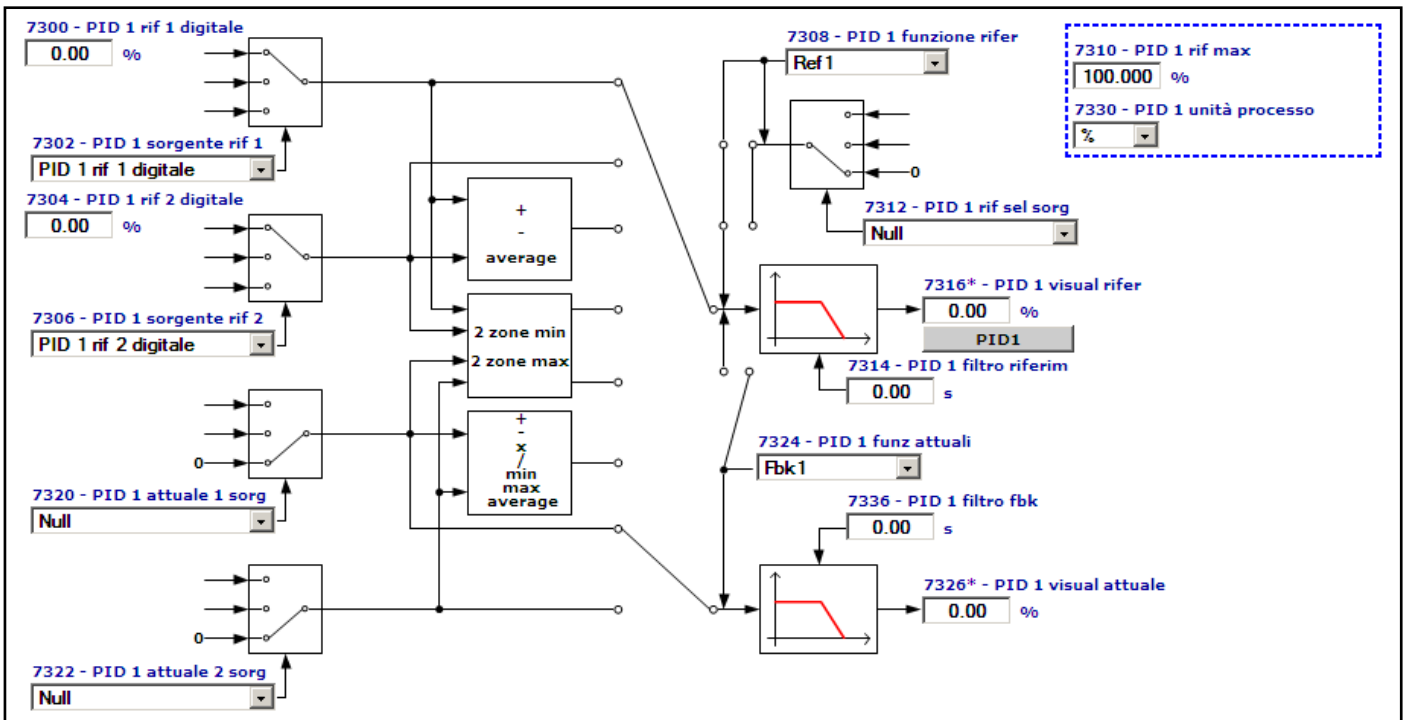 7300 - PID 1 rif 1 digitale
0.00 %
7302 - PID 1 sorgente rif 1
PID 1 rif 1 digitale
7304 - PID 1 rif 2 digitale
0.00 %
7306 - PID 1 sorgente rif 2
PID 1 rif 2 digitale
0
7320 - PID 1 attuale 1 sorg
Null
0
7322 - PID 1 attuale 2 sorg
Null
+
-
average
2 zone min
2 zone max
+
-
x
/
min
max
average
7308 - PID 1 funzione rifer
Ref 1
0
7312 - PID 1 rif sel sorg
Null
7310 - PID 1 rif max
100.000 %
7330 - PID 1 unità processo
%
7316* - PID 1 visual rifer
0.00 %
PID1
7314 - PID 1 filtro riferim
0.00 s
7324 - PID 1 funz attuali
Fbk 1
7336 - PID 1 filtro fbk
0.00 s
7326* - PID 1 visual attuale
0.00 %